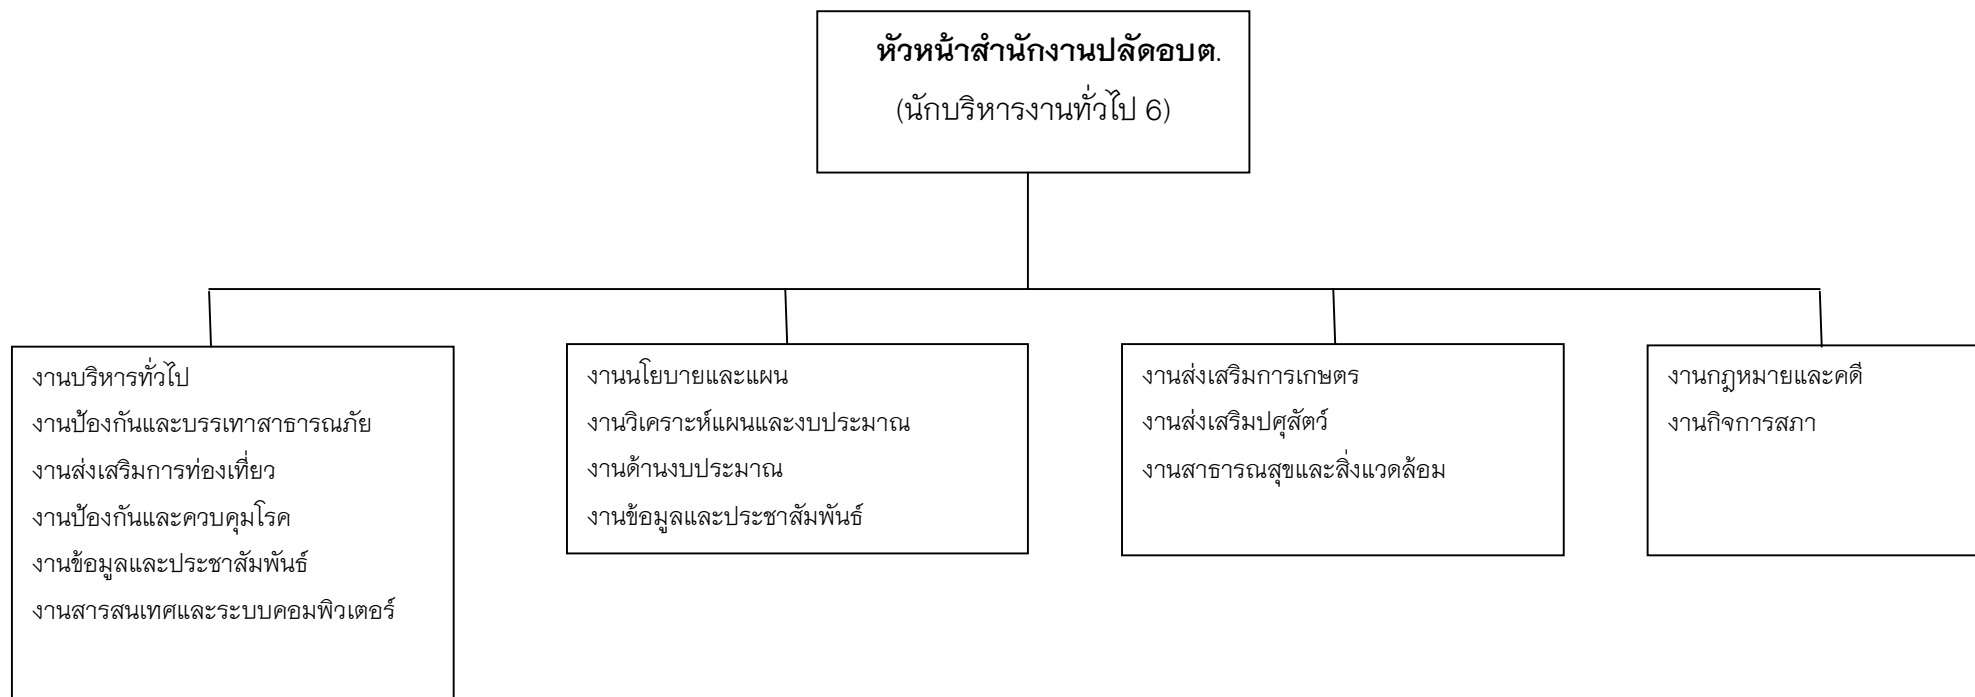 หัวหน้าสำนักงานปลัดอบต.
(นักบริหารงานทั่วไป 6)
งานบริหารทั่วไป
งานป้องกันและบรรเทาสาธารณภัย
งานส่งเสริมการท่องเที่ยว
งานป้องกันและควบคุมโรค
งานข้อมูลและประชาสัมพันธ์
งานสารสนเทศและระบบคอมพิวเตอร์
งานนโยบายและแผน
งานวิเคราะห์แผนและงบประมาณ
งานด้านงบประมาณ
งานข้อมูลและประชาสัมพันธ์
งานส่งเสริมการเกษตร
งานส่งเสริมปศุสัตว์
งานสาธารณสุขและสิ่งแวดล้อม
งานกฎหมายและคดี
งานกิจการสภา